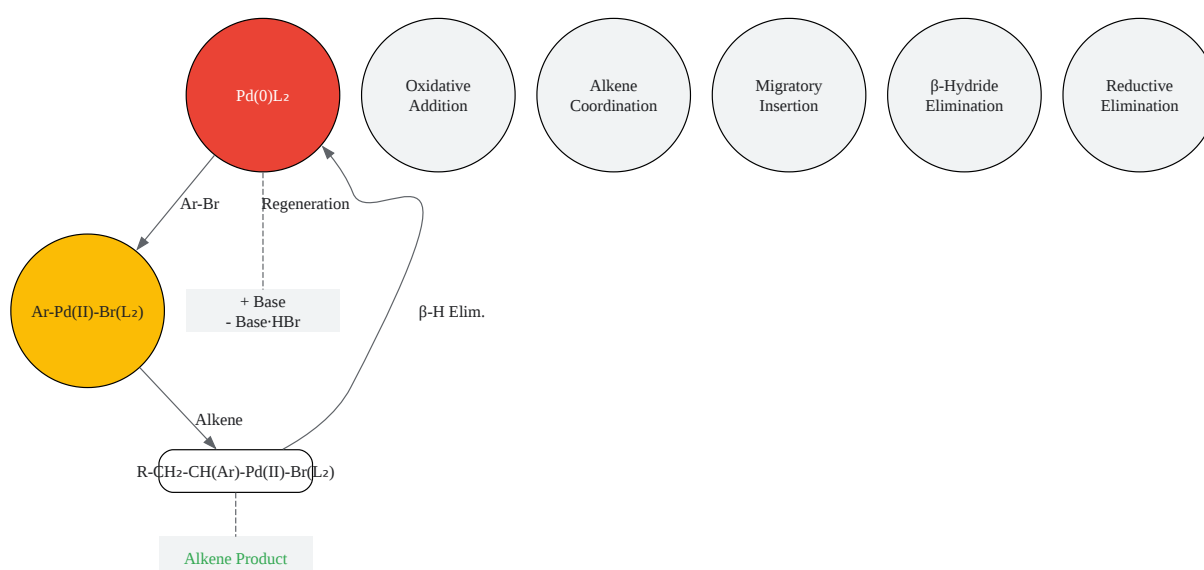 Pd(0)L₂
Oxidative
Addition
Alkene
Coordination
Migratory
Insertion
β-Hydride
Elimination
Reductive
Elimination
Ar-Br
Regeneration
Ar-Pd(II)-Br(L₂)
+ Base
- Base·HBr
β-H Elim.
Alkene
R-CH₂-CH(Ar)-Pd(II)-Br(L₂)
Alkene Product